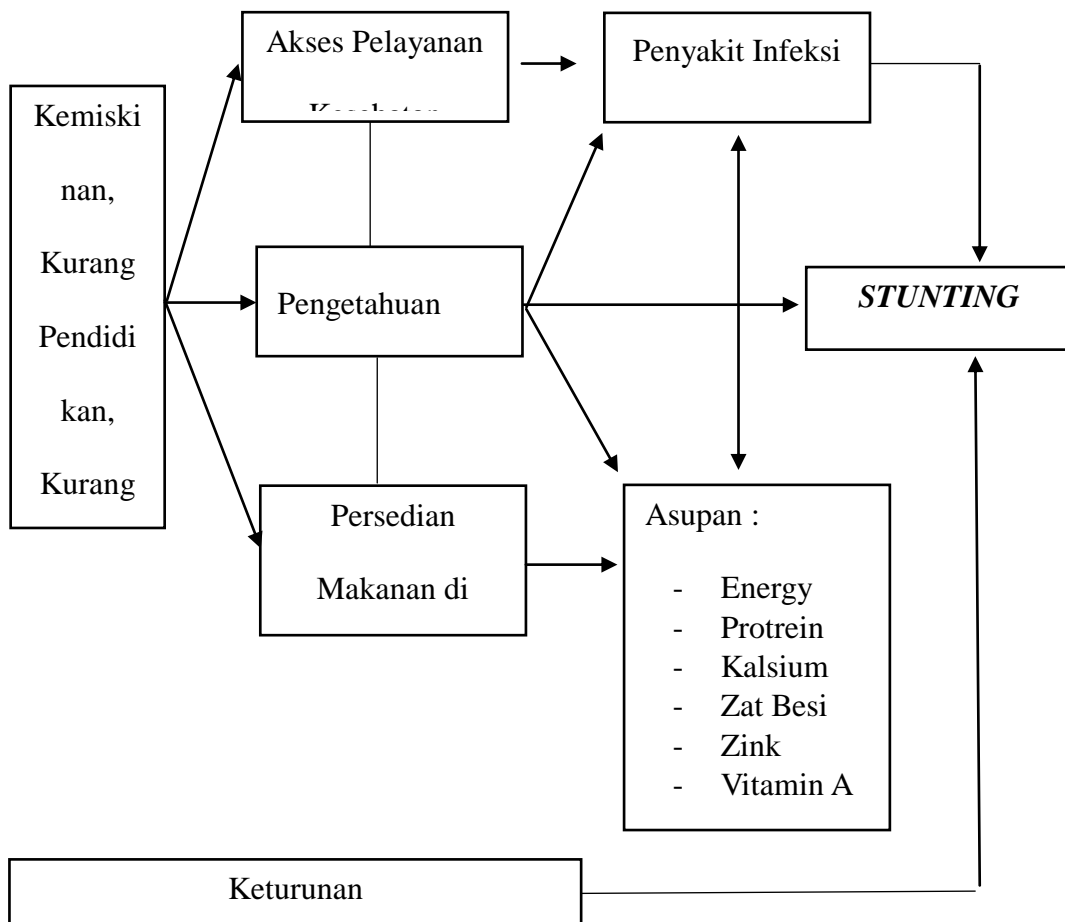 Kemiski
nan,
Kurang
Pendidi
kan,
Kurang
Akses Pelayanan
Pengetahuan
Persedian
Makanan di
Penyakit Infeksi
Asupan :
- Energy
- Protrein
- Kalsium
- Zat Besi
- Zink
- Vitamin A
STUNTING
Keturunan